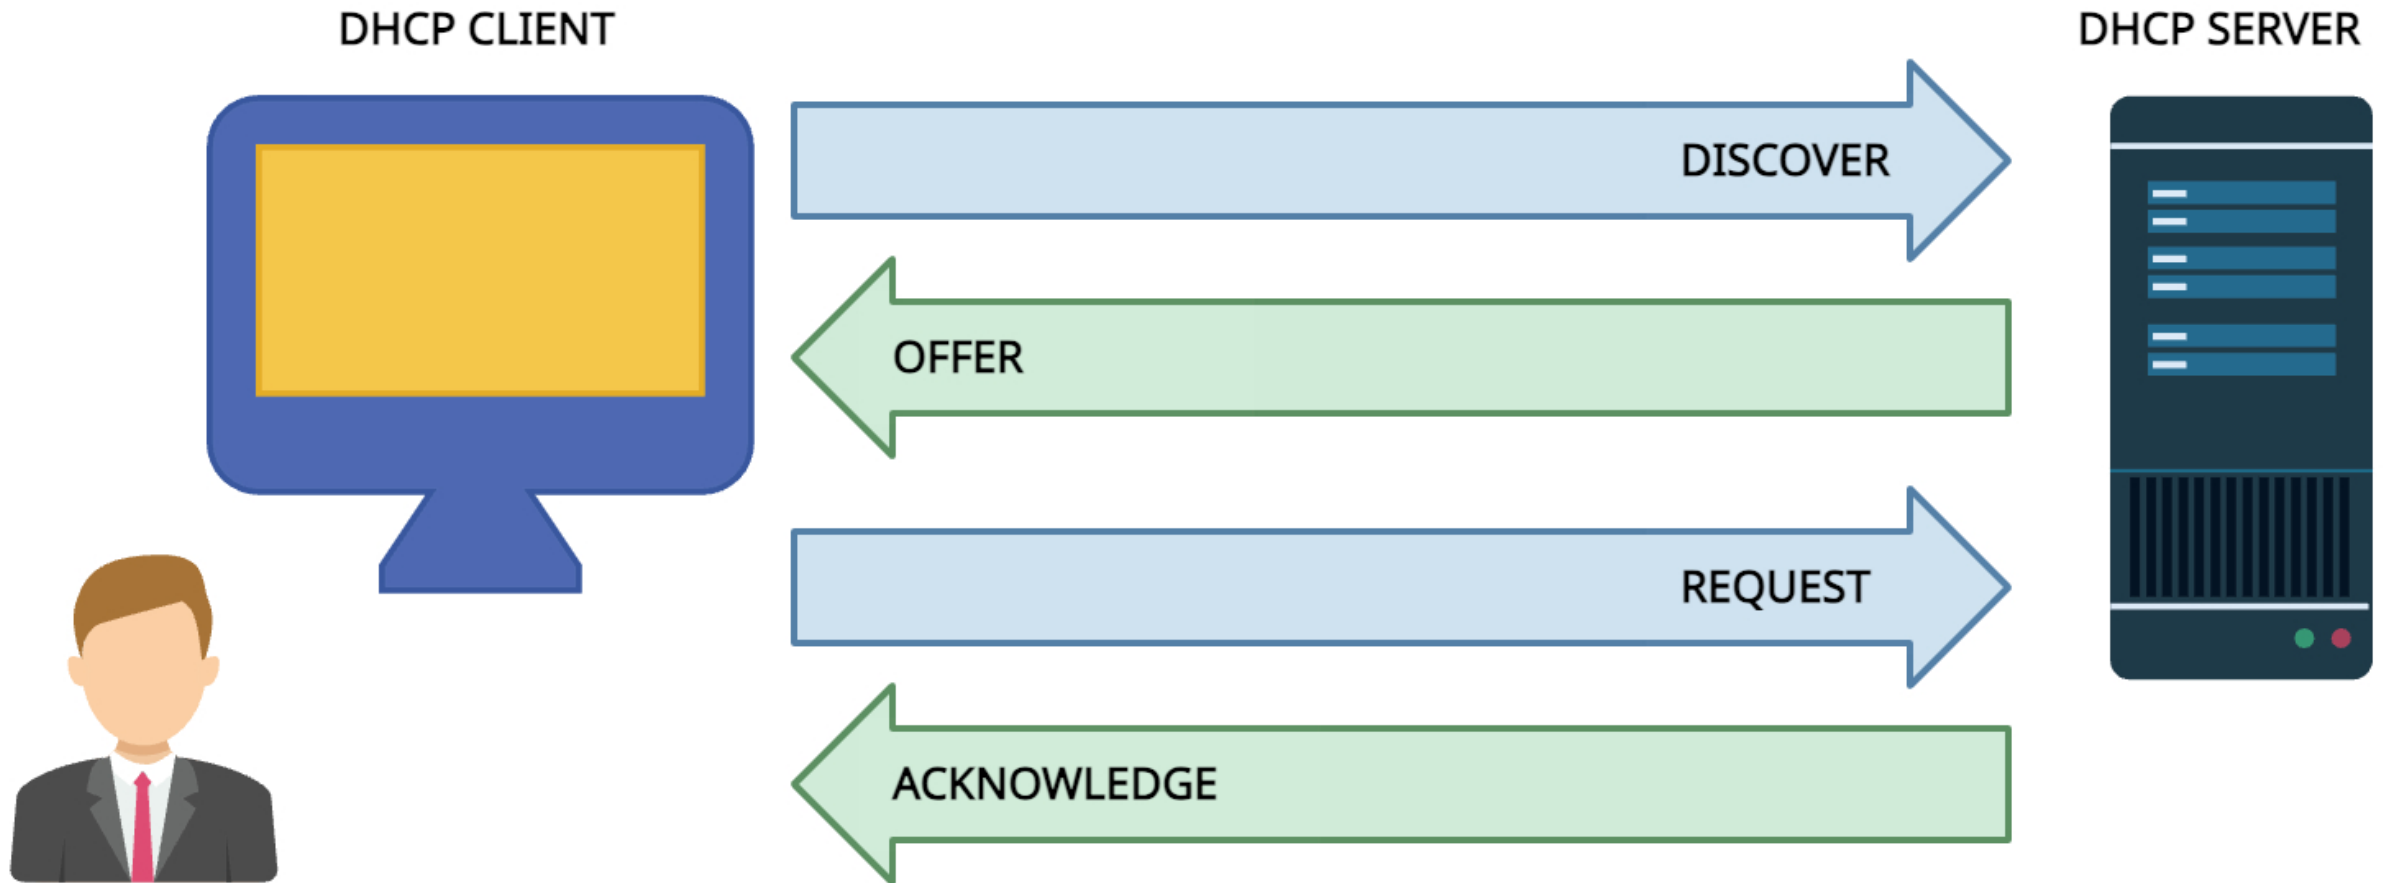 DHCP CLIENT
DHCP SERVER
DISCOVER
OFFER
REQUEST
ACKNOWLEDGE